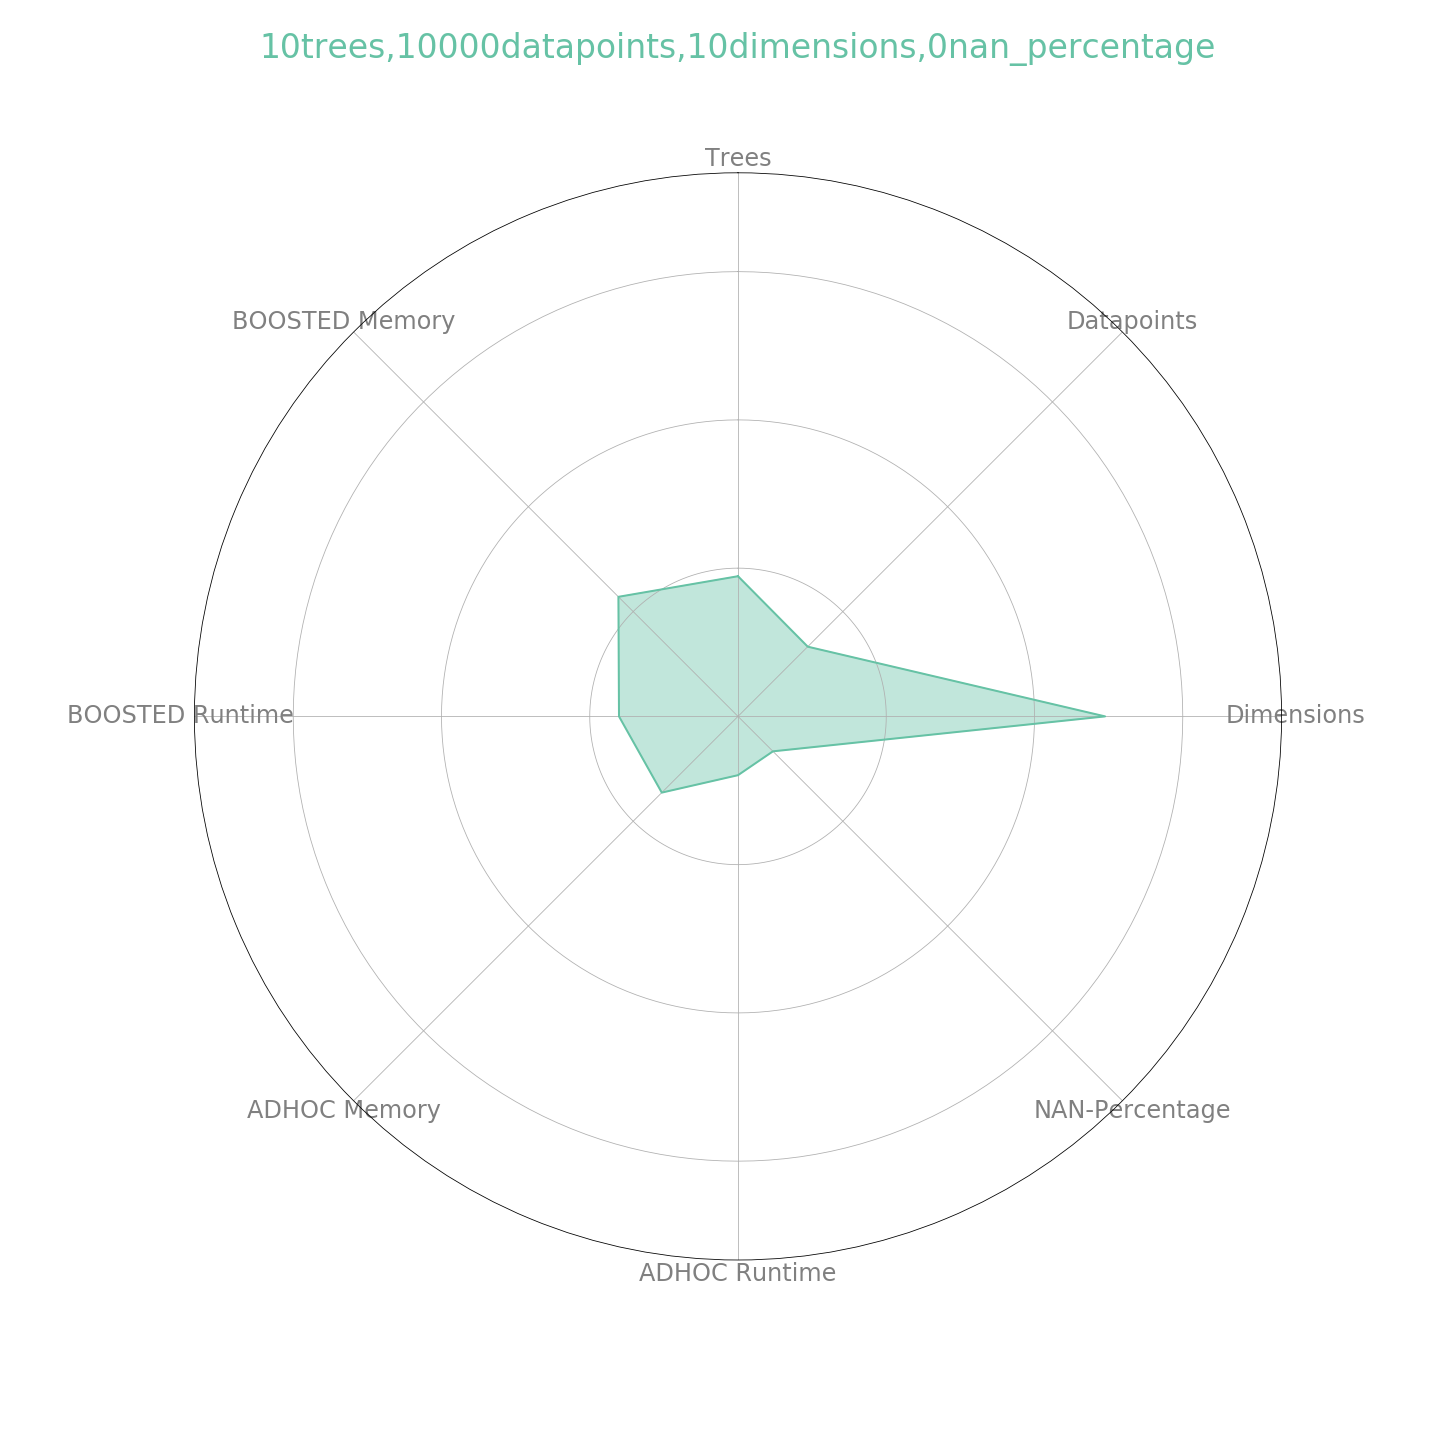 10trees,10000datapoints,10dimensions,0nan_percentage
Trees
BOOSTED Memory
Datapoints
BOOSTED Runtime
Dimensions
ADHOC Memory
NAN-Percentage
ADHOC Runtime